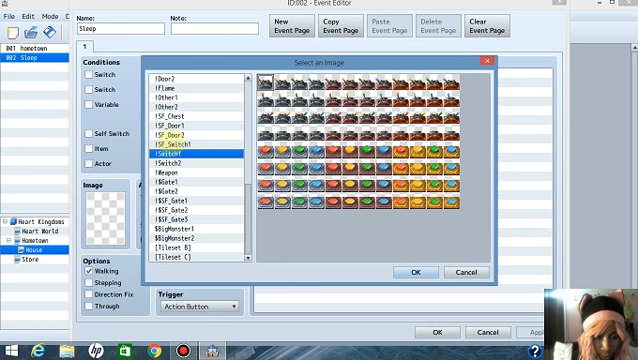 ID:002 - Event Editor
File Edit Mode
Name:
Sleep
Note:
New
Event Page
Copy
Event Page
Paste
Event Page
Delete
Event Page
Clear
Event Page
001 hometown
002 Sleep
1
Conditions
Switch
Switch
Variable
Self Switch
Item
Actor
Image
Select an Image
!Door2
!Flame
!Other1
!Other2
!SF_Chest
!SF_Door1
!SF_Door2
!SF_Switch1
!Switch1
!Switch2
!Weapon
!$Gate1
!$Gate2
!$SF_Gate1
!$SF_Gate2
!$SF_Gate3
$BigMonster1
$BigMonster2
[Tileset B]
[Tileset C]
OK
Cancel
Heart Kingdoms
Heart World
Hometown
House
Store
Options
Walking
Stepping
Direction Fix
Through
Trigger
Action Button
OK
Cancel